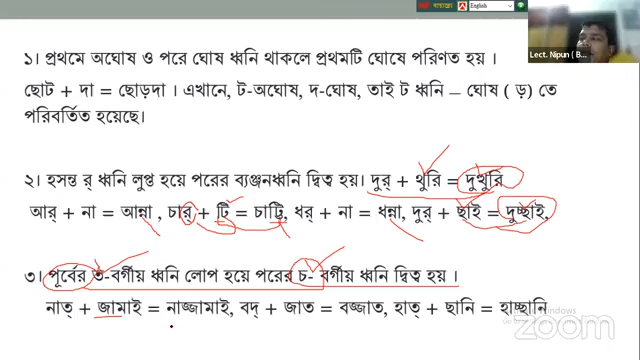 English
Lect. Nipun ( B...
১। প্রথমে অঘোষ ও পরে ঘোষ ধ্বনি থাকলে প্রথমটি ঘোষে পরিণত হয় ।
ছোট + দা = ছোড়দা । এখানে, ট-অঘোষ, দ-ঘোষ, তাই ট ধ্বনি – ঘোষ ( ড় ) তে
পরিবর্তিত হয়েছে।
২। হসন্ত র্ ধ্বনি লুপ্ত হয়ে পরের ব্যঞ্জনধ্বনি দ্বিত্ব হয়। দুর্ + থুরি = দুত্থুরি
আর্ + না = আন্না , চার্ + টি = চাট্টি, ধর্ + না = ধন্না, দুর্ + ছাই = দুচ্ছাই,
৩। পূর্বের ত-বর্গীয় ধ্বনি লোপ হয়ে পরের চ- বর্গীয় ধ্বনি দ্বিত্ব হয় ।
নাত্ + জামাই = নাজ্জামাই, বদ্ + জাত = বজ্জাত, হাত্ + ছানি = হাচ্ছানি
zoom